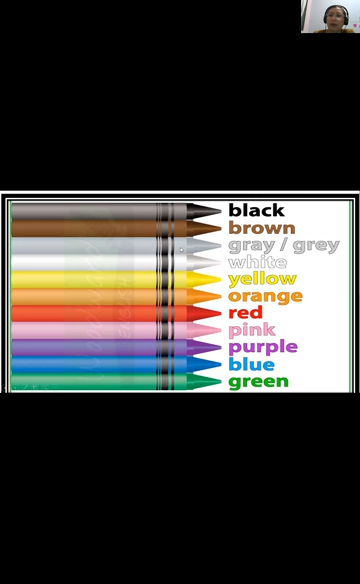 black
brown
gray / grey
white
yellow
orange
red
pink
purple
blue
green